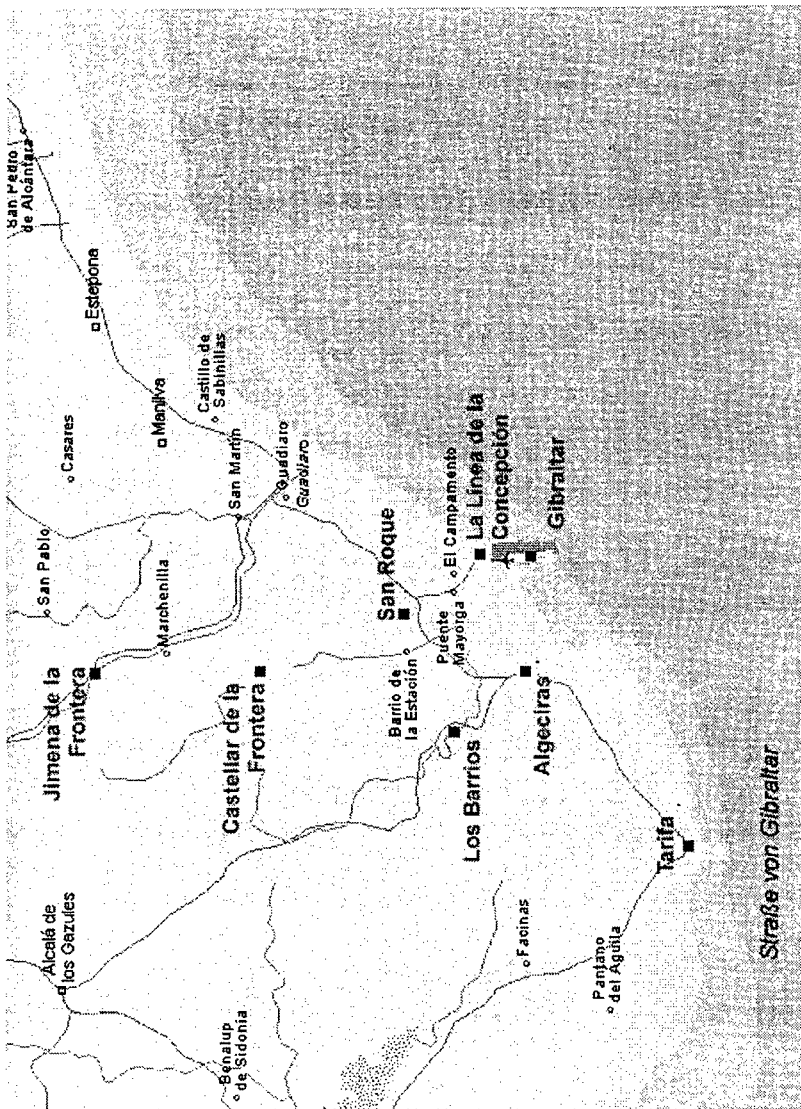 San Pedro
de Alcántara
Estepona
Casares
Manilva
Castillo de
Sabinillas
San Martín
Guadiaro
Guadiaro
San Pablo
Marchenilla
Jimena de la
Frontera
Castellar de la
Frontera
San Roque
El Campamento
La Línea de la
Concepción
Gibraltar
Puente
Mayorga
Barrio de
la Estación
Los Barrios
Algeciras
Alcalá de
los Gazules
Benalup
de Sidonia
Facinas
Pantano
del Aguila
Tarifa
Straße von Gibraltar